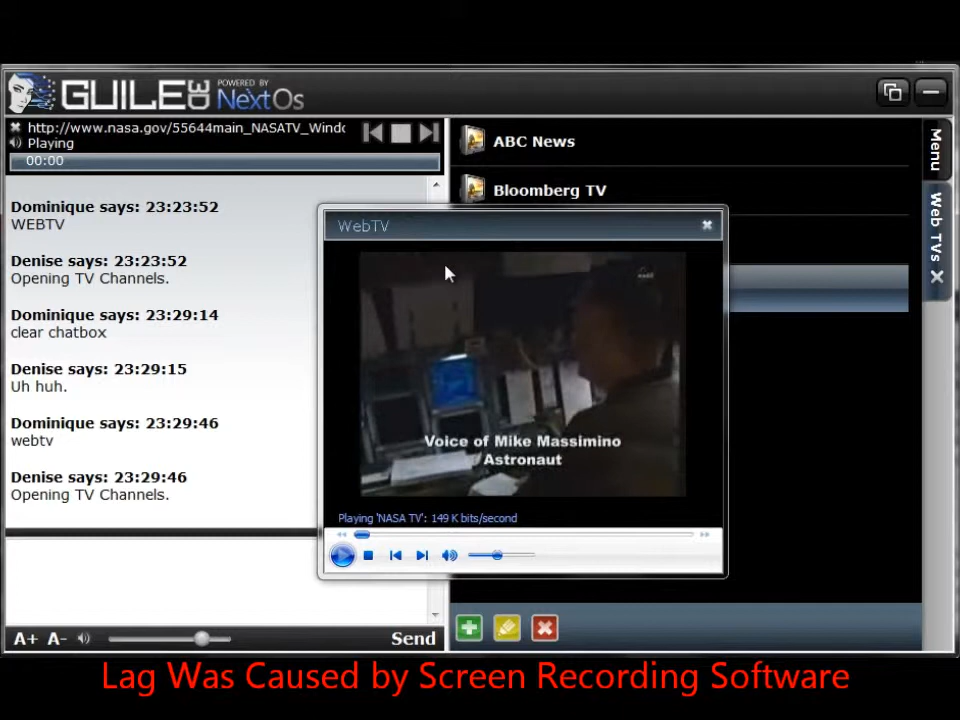 GUILE3D POWERED BY NextOs
http://www.nasa.gov/55644main_NASATV_Windo
Playing
00:00
Dominique says: 23:23:52
WEBTV
Denise says: 23:23:52
Opening TV Channels.
Dominique says: 23:29:14
clear chatbox
Denise says: 23:29:15
Uh huh.
Dominique says: 23:29:46
webtv
Denise says: 23:29:46
Opening TV Channels.
A+ A- Send
ABC News
Bloomberg TV
WebTV
Voice of Mike Massimino
Astronaut
Playing 'NASA TV': 149 K bits/second
Menu
Web TVs
Lag Was Caused by Screen Recording Software